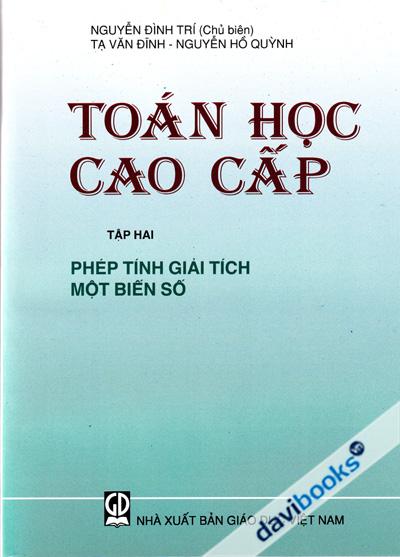 NGUYỄN ĐÌNH TRÍ (Chủ biên)
TẠ VĂN ĐĨNH - NGUYỄN HỒ QUỲNH
TOÁN HỌC
CAO CẤP
TẬP HAI
PHÉP TÍNH GIẢI TÍCH
MỘT BIẾN SỐ
GD
NHÀ XUẤT BẢN GIÁO DỤC VIỆT NAM
davibooks.vn